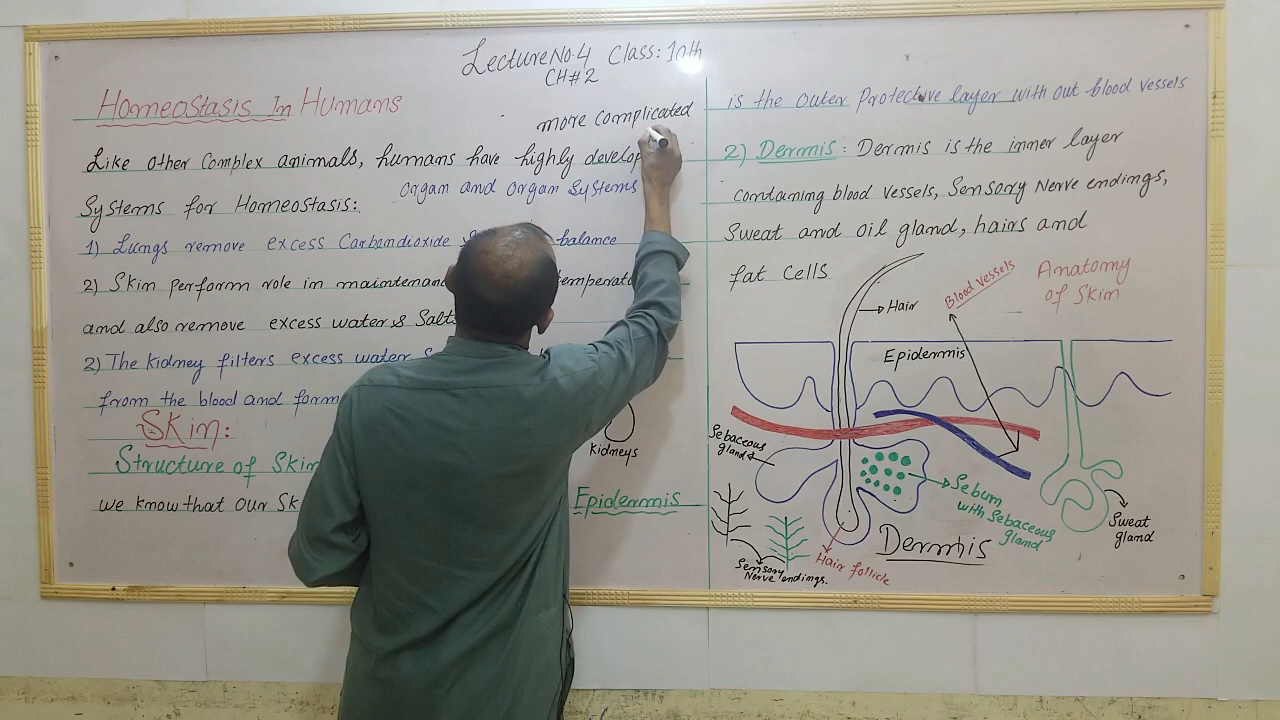 Lecture No.4 Class: 10th
CH#2
Homeostasis In Humans
more complicated
Like other complex animals, humans have highly develop
organ and organ systems
Systems for Homeostasis:
1) Lungs remove excess Carbondioxide balance
2) Skin perform role in
and also remove excess water & Salts
2) The kidney filters excess water
from the blood and form
kidneys
Skin:
Structure of Skin
we know that our Sk
Epidermis
is the outer Protective layer with out blood vessels
2) Dermis: Dermis is the inner layer
containing blood vessels, Sensory Nerve endings,
Sweat and oil gland, hairs and
fat cells
Anatomy
of Skin
Blood vessels
Hair
Epidermis
Sebaceous
gland
Sebum
with Sebaceous
gland
Sweat
gland
Dermis
Hair follicle
Sensory
Nerve endings.